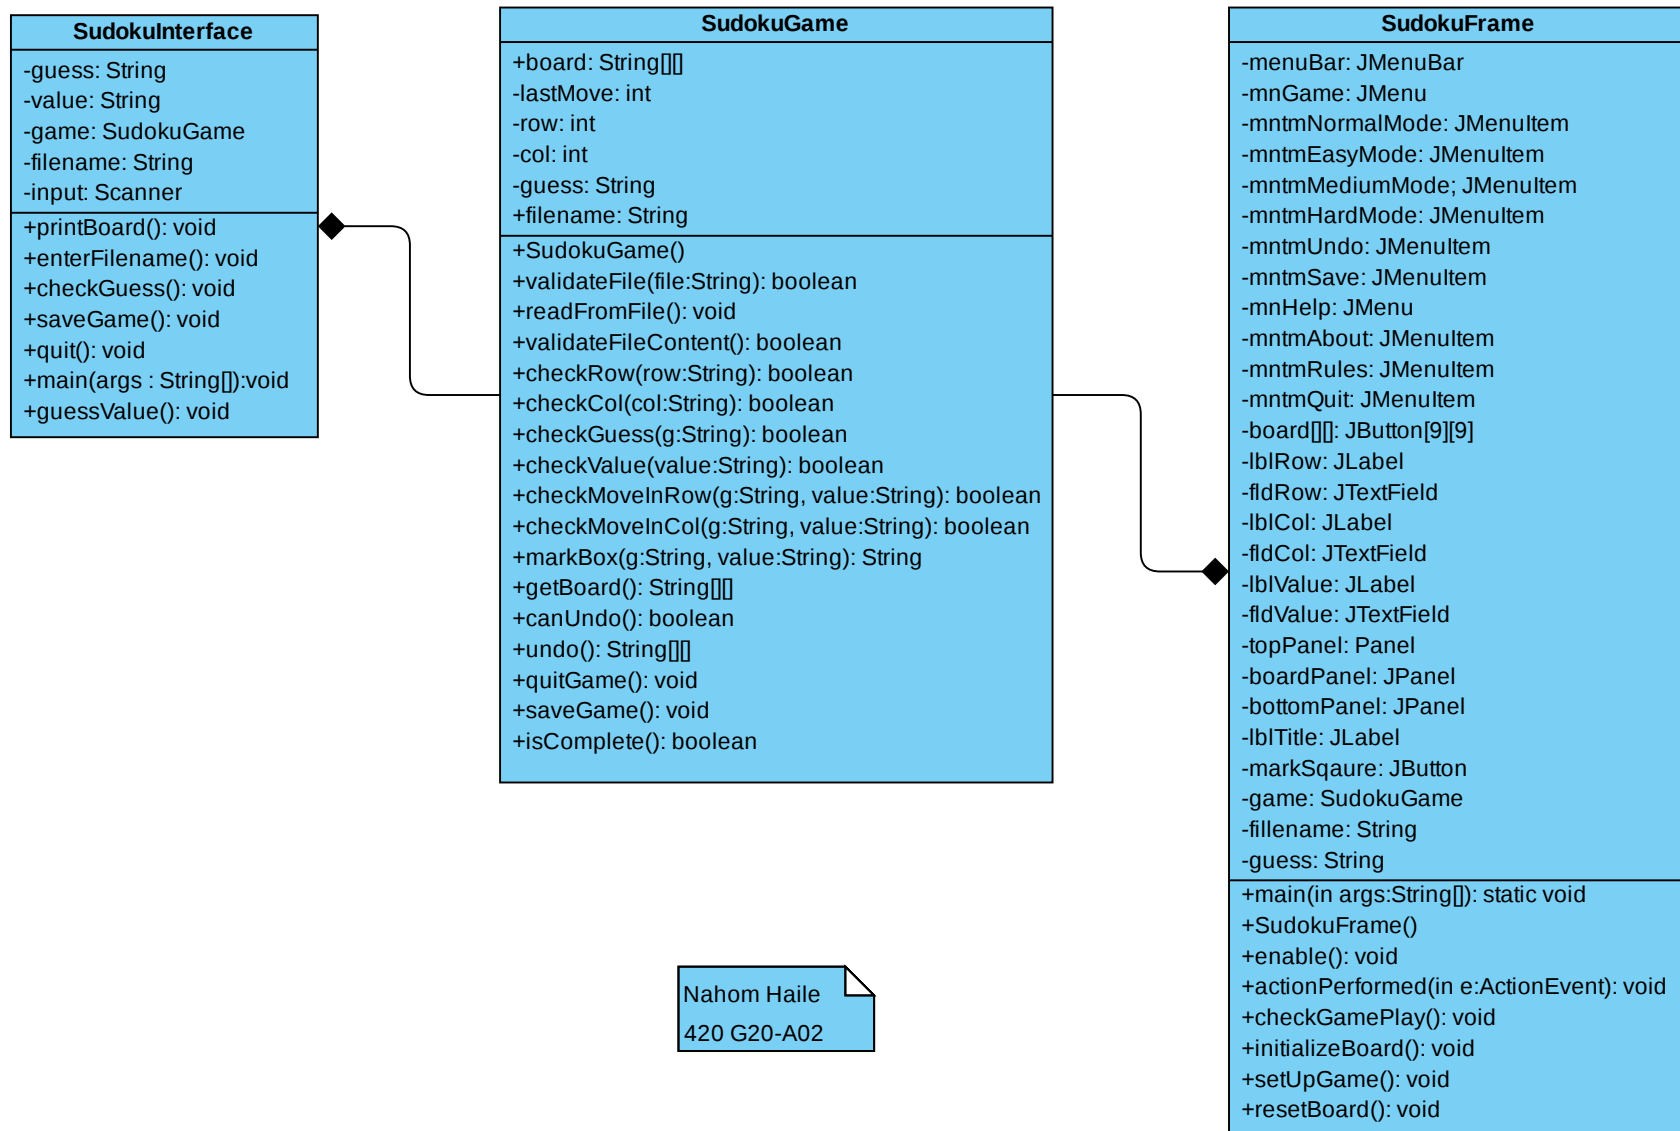 SudokuInterface
-guess: String
-value: String
-game: SudokuGame
-filename: String
-input: Scanner
+printBoard(): void
+enterFilename(): void
+checkGuess(): void
+saveGame(): void
+quit(): void
+main(args : String[]):void
+guessValue(): void
SudokuGame
+board: String[][]
-lastMove: int
-row: int
-col: int
-guess: String
+filename: String
+SudokuGame()
+validateFile(file:String): boolean
+readFromFile(): void
+validateFileContent(): boolean
+checkRow(row:String): boolean
+checkCol(col:String): boolean
+checkGuess(g:String): boolean
+checkValue(value:String): boolean
+checkMoveInRow(g:String, value:String): boolean
+checkMoveInCol(g:String, value:String): boolean
+markBox(g:String, value:String): String
+getBoard(): String[][]
+canUndo(): boolean
+undo(): String[][]
+quitGame(): void
+saveGame(): void
+isComplete(): boolean
SudokuFrame
-menuBar: JMenuBar
-mnGame: JMenu
-mntmNormalMode: JMenuItem
-mntmEasyMode: JMenuItem
-mntmMediumMode; JMenuItem
-mntmHardMode: JMenuItem
-mntmUndo: JMenuItem
-mntmSave: JMenuItem
-mnHelp: JMenu
-mntmAbout: JMenuItem
-mntmRules: JMenuItem
-mntmQuit: JMenuItem
-board[][]: JButton[9][9]
-lblRow: JLabel
-fldRow: JTextField
-lblCol: JLabel
-fldCol: JTextField
-lblValue: JLabel
-fldValue: JTextField
-topPanel: Panel
-boardPanel: JPanel
-bottomPanel: JPanel
-lblTitle: JLabel
-markSqaure: JButton
-game: SudokuGame
-fillename: String
-guess: String
+main(in args:String[]): static void
+SudokuFrame()
+enable(): void
+actionPerformed(in e:ActionEvent): void
+checkGamePlay(): void
+initializeBoard(): void
+setUpGame(): void
+resetBoard(): void
Nahom Haile
420 G20-A02